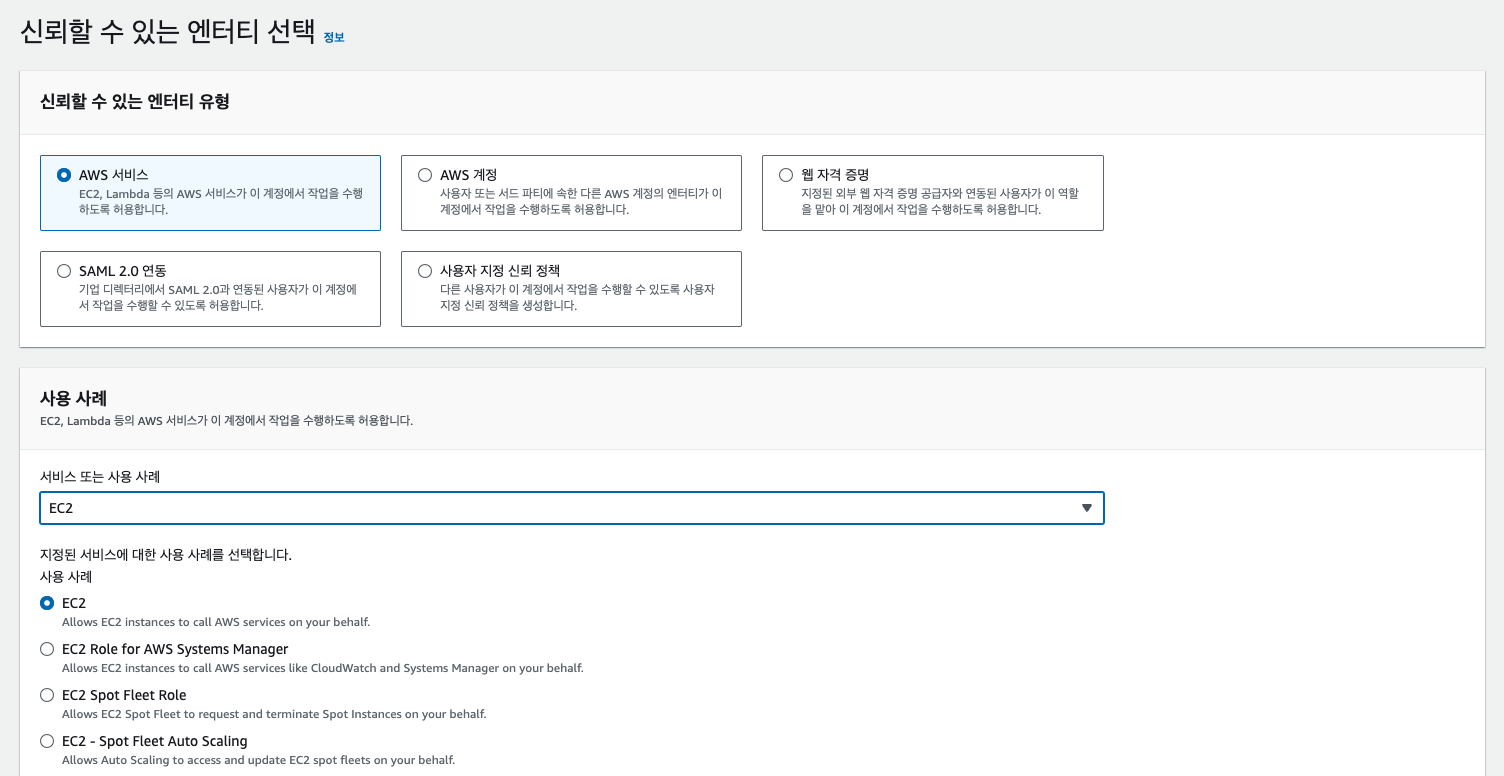 신뢰할 수 있는 엔터티 선택 정보
신뢰할 수 있는 엔터티 유형
AWS 서비스
EC2, Lambda 등의 AWS 서비스가 이 계정에서 작업을 수행
하도록 허용합니다.
AWS 계정
사용자 또는 서드 파티에 속한 다른 AWS 계정의 엔터티가 이
계정에서 작업을 수행하도록 허용합니다.
웹 자격 증명
지정된 외부 웹 자격 증명 공급자와 연동된 사용자가 이 역할
을 맡아 이 계정에서 작업을 수행하도록 허용합니다.
SAML 2.0 연동
기업 디렉터리에서 SAML 2.0과 연동된 사용자가 이 계정에
서 작업을 수행할 수 있도록 허용합니다.
사용자 지정 신뢰 정책
다른 사용자가 이 계정에서 작업을 수행할 수 있도록 사용자
지정 신뢰 정책을 생성합니다.
사용 사례
EC2, Lambda 등의 AWS 서비스가 이 계정에서 작업을 수행하도록 허용합니다.
서비스 또는 사용 사례
EC2
지정된 서비스에 대한 사용 사례를 선택합니다.
사용 사례
EC2
Allows EC2 instances to call AWS services on your behalf.
EC2 Role for AWS Systems Manager
Allows EC2 instances to call AWS services like CloudWatch and Systems Manager on your behalf.
EC2 Spot Fleet Role
Allows EC2 Spot Fleet to request and terminate Spot Instances on your behalf.
EC2 - Spot Fleet Auto Scaling
Allows Auto Scaling to access and update EC2 spot fleets on your behalf.